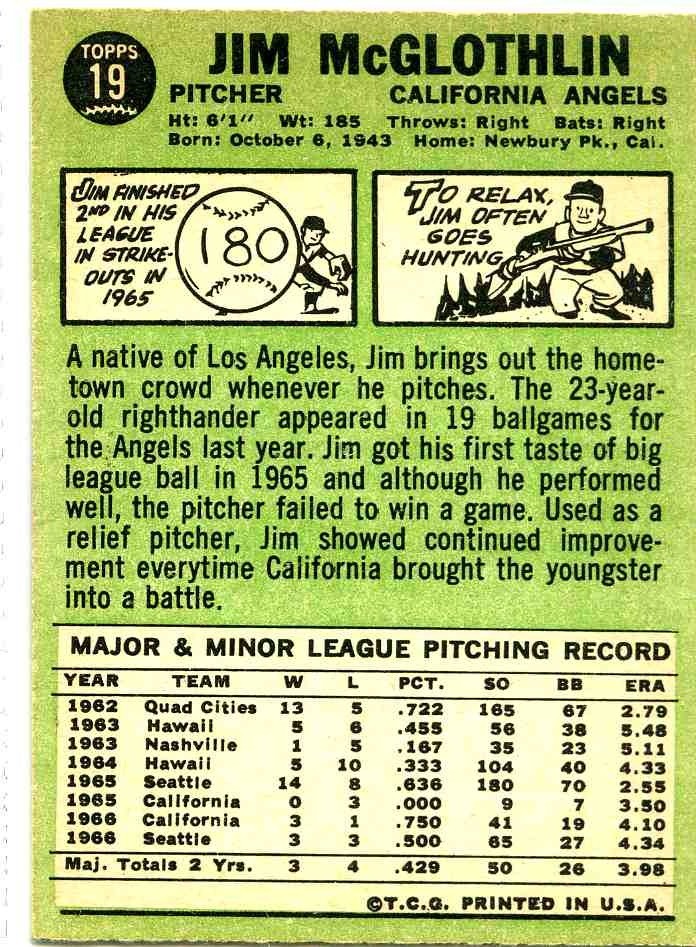 TOPPS
19
JIM McGLOTHLIN
PITCHER CALIFORNIA ANGELS
Ht: 6'1" Wt: 185 Throws: Right Bats: Right
Born: October 6, 1943 Home: Newbury Pk., Cal.
JIM FINISHED
2ND IN HIS
LEAGUE
IN STRIKE-
OUTS IN
1965
180
TO RELAX,
JIM OFTEN
GOES
HUNTING
A native of Los Angeles, Jim brings out the home-
town crowd whenever he pitches. The 23-year-
old righthander appeared in 19 ballgames for
the Angels last year. Jim got his first taste of big
league ball in 1965 and although he performed
well, the pitcher failed to win a game. Used as a
relief pitcher, Jim showed continued improve-
ment everytime California brought the youngster
into a battle.
MAJOR & MINOR LEAGUE PITCHING RECORD
YEAR TEAM W L PCT. SO BB ERA
1962 Quad Cities 13 5 .722 165 67 2.79
1963 Hawaii 5 6 .455 56 38 5.48
1963 Nashville 1 5 .167 35 23 5.11
1964 Hawaii 5 10 .333 104 40 4.33
1965 Seattle 14 8 .636 180 70 2.55
1965 California 0 3 .000 9 7 3.50
1966 California 3 1 .750 41 19 4.10
1966 Seattle 3 3 .500 65 27 4.34
Maj. Totals 2 Yrs. 3 4 .429 50 26 3.98
©T.C.G. PRINTED IN U.S.A.